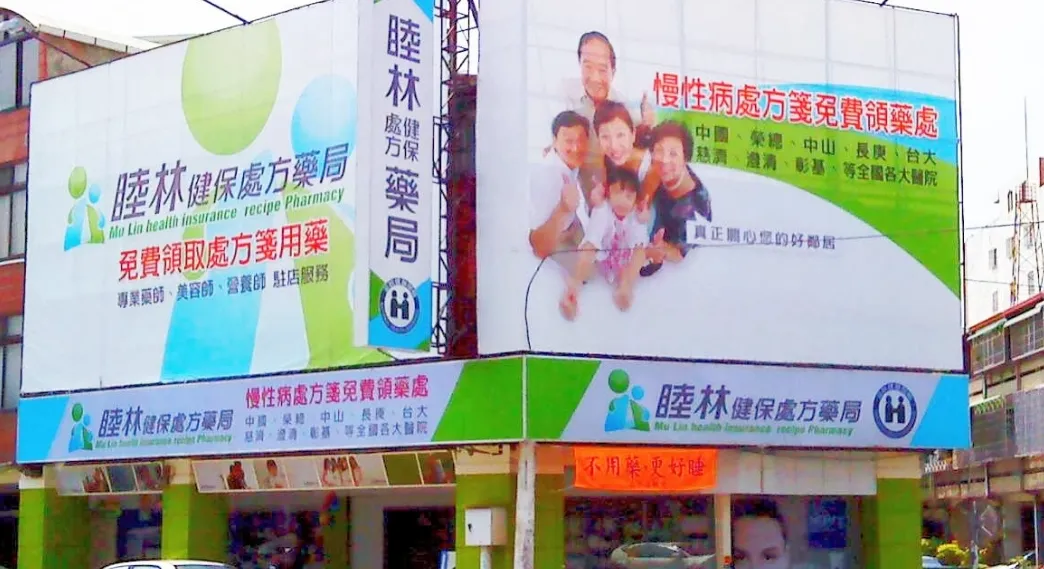 睦林健保處方藥局
Mu Lin health insurance recipe Pharmacy
免費領取處方箋用藥
專業藥師、美容師、營養師 駐店服務
睦林健保處方藥局
慢性病處方箋免費領藥處
中國、榮總、中山、長庚、台大
慈濟、澄清、彰基、等全國各大醫院
真正關心您的好鄰居
睦林健保處方藥局
Mu Lin health insurance recipe Pharmacy
慢性病處方箋免費領藥處
中國、榮總、中山、長庚、台大
慈濟、澄清、彰基、等全國各大醫院
睦林健保處方藥局
Mu Lin health insurance recipe Pharmacy
不用藥,更好睡